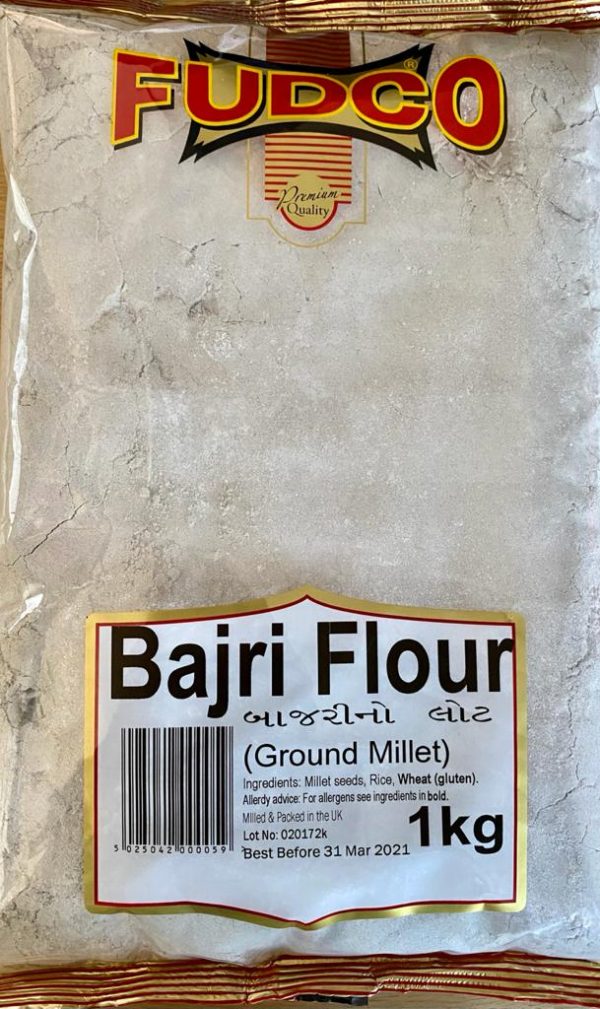 FUDCO®
Premium
Quality
Bajri Flour
બાજરીનો લોટ
(Ground Millet)
Ingredients: Millet seeds, Rice, Wheat (gluten).
Allerdy advice: For allergens see ingredients in bold.
Milled & Packed in the UK
Lot No: 020172k
1kg
Best Before 31 Mar 2021
5 025042 000059